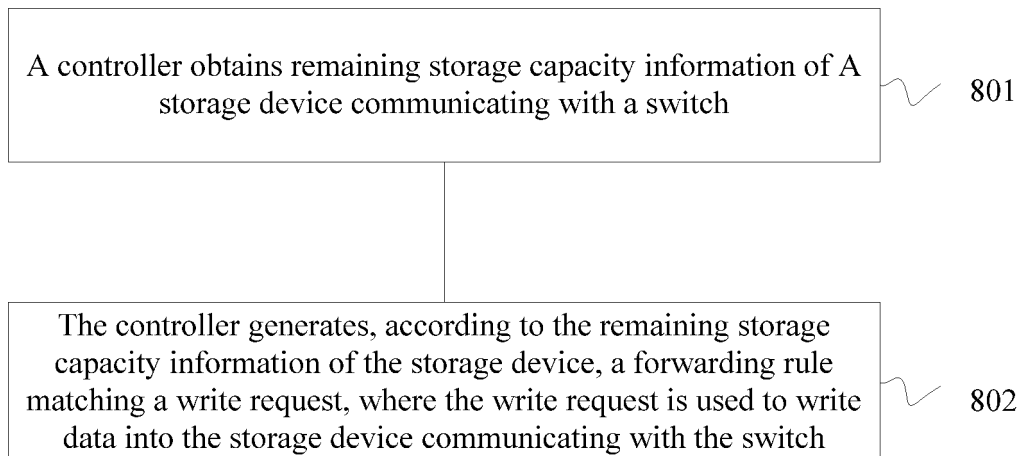 A controller obtains remaining storage capacity information of A
storage device communicating with a switch
801
The controller generates, according to the remaining storage
capacity information of the storage device, a forwarding rule
matching a write request, where the write request is used to write
data into the storage device communicating with the switch
802